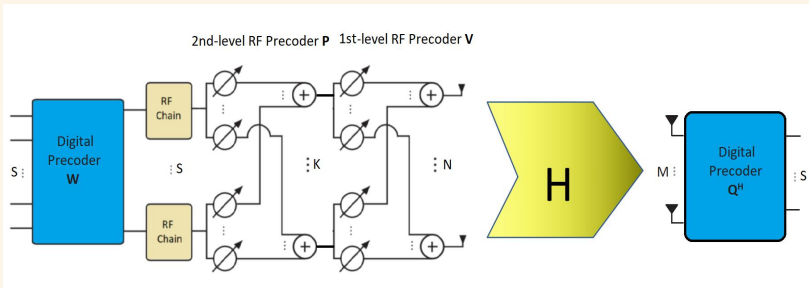 2nd-level RF Precoder P 1st-level RF Precoder V
RF
Chain
Digital
Precoder
W
S
S
K
N
RF
Chain
H
M
Digital
Precoder
Qᴴ
S